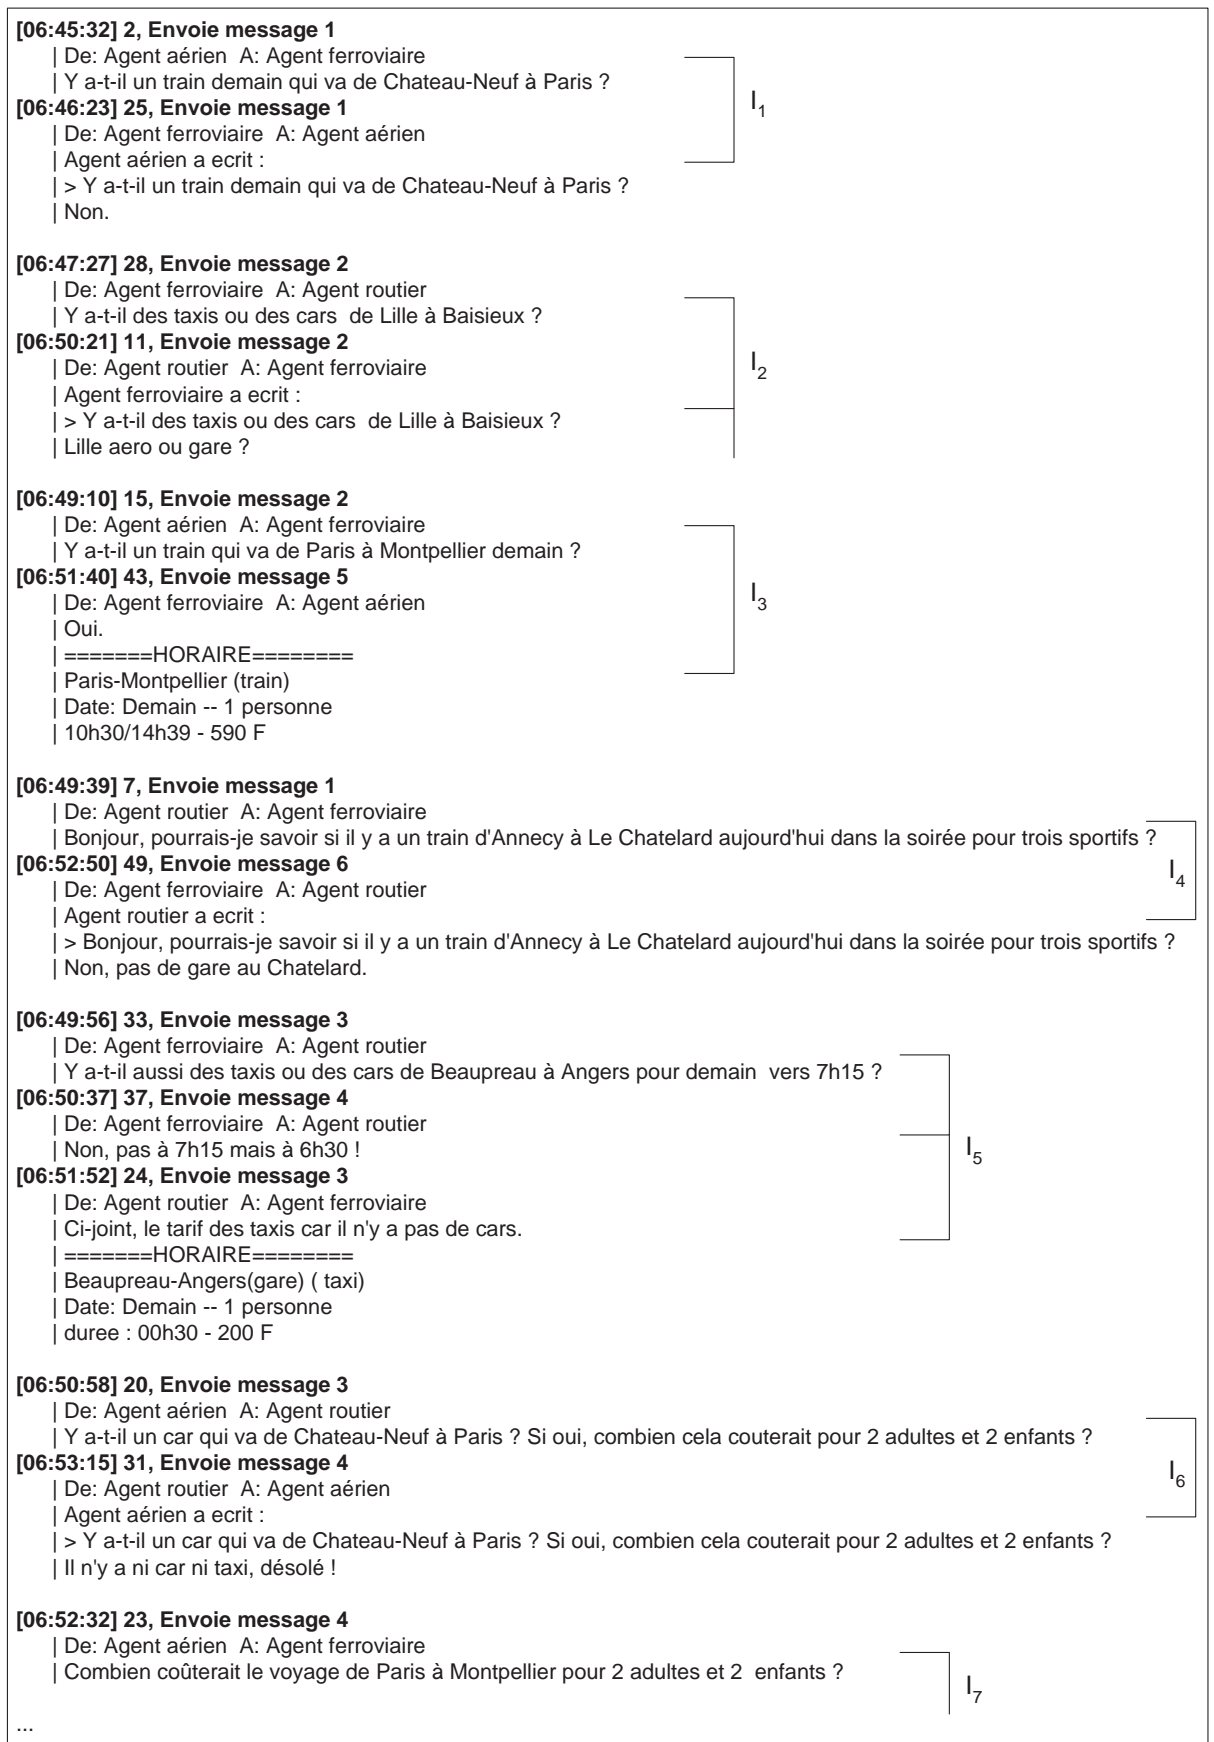 [06:45:32] 2, Envoie message 1
| De: Agent aérien  A: Agent ferroviaire
| Y a-t-il un train demain qui va de Chateau-Neuf à Paris ?
[06:46:23] 25, Envoie message 1
I1
| De: Agent ferroviaire  A: Agent aérien
| Agent aérien a ecrit :
| > Y a-t-il un train demain qui va de Chateau-Neuf à Paris ?
| Non.
[06:47:27] 28, Envoie message 2
| De: Agent ferroviaire  A: Agent routier
| Y a-t-il des taxis ou des cars  de Lille à Baisieux ?
[06:50:21] 11, Envoie message 2
I2
| De: Agent routier  A: Agent ferroviaire
| Agent ferroviaire a ecrit :
| > Y a-t-il des taxis ou des cars  de Lille à Baisieux ?
| Lille aero ou gare ?
[06:49:10] 15, Envoie message 2
| De: Agent aérien  A: Agent ferroviaire
| Y a-t-il un train qui va de Paris à Montpellier demain ?
[06:51:40] 43, Envoie message 5
I3
| De: Agent ferroviaire  A: Agent aérien
| Oui.
| =======HORAIRE========
| Paris-Montpellier (train)
| Date: Demain -- 1 personne
| 10h30/14h39 - 590 F
[06:49:39] 7, Envoie message 1
| De: Agent routier  A: Agent ferroviaire
| Bonjour, pourrais-je savoir si il y a un train d'Annecy à Le Chatelard aujourd'hui dans la soirée pour trois sportifs ?
[06:52:50] 49, Envoie message 6
I4
| De: Agent ferroviaire  A: Agent routier
| Agent routier a ecrit :
| > Bonjour, pourrais-je savoir si il y a un train d'Annecy à Le Chatelard aujourd'hui dans la soirée pour trois sportifs ?
| Non, pas de gare au Chatelard.
[06:49:56] 33, Envoie message 3
| De: Agent ferroviaire  A: Agent routier
| Y a-t-il aussi des taxis ou des cars de Beaupreau à Angers pour demain  vers 7h15 ?
[06:50:37] 37, Envoie message 4
| De: Agent ferroviaire  A: Agent routier
| Non, pas à 7h15 mais à 6h30 !
I5
[06:51:52] 24, Envoie message 3
| De: Agent routier  A: Agent ferroviaire
| Ci-joint, le tarif des taxis car il n'y a pas de cars.
| =======HORAIRE========
| Beaupreau-Angers(gare) ( taxi)
| Date: Demain -- 1 personne
| duree : 00h30 - 200 F
[06:50:58] 20, Envoie message 3
| De: Agent aérien  A: Agent routier
| Y a-t-il un car qui va de Chateau-Neuf à Paris ? Si oui, combien cela couterait pour 2 adultes et 2 enfants ?
[06:53:15] 31, Envoie message 4
I6
| De: Agent routier  A: Agent aérien
| Agent aérien a ecrit :
| > Y a-t-il un car qui va de Chateau-Neuf à Paris ? Si oui, combien cela couterait pour 2 adultes et 2 enfants ?
| Il n'y a ni car ni taxi, désolé !
[06:52:32] 23, Envoie message 4
| De: Agent aérien  A: Agent ferroviaire
| Combien coûterait le voyage de Paris à Montpellier pour 2 adultes et 2  enfants ?
I7
...